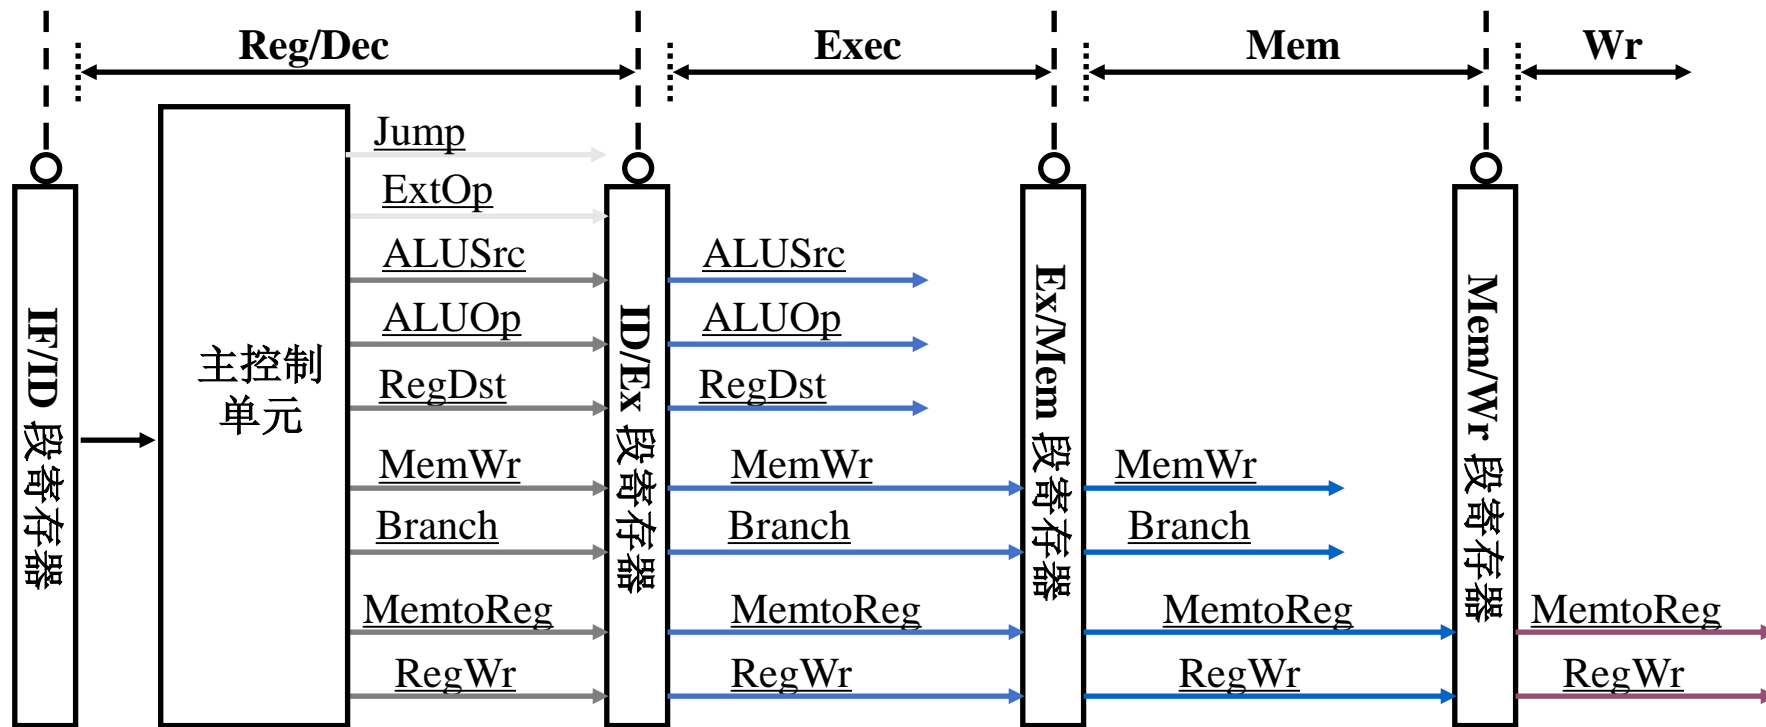 Reg/Dec
Exec
Mem
Wr
Jump
ExtOp
ALUSrc
ALUSrc
ALUOp
ALUOp
RegDst
RegDst
MemWr
MemWr
MemWr
Branch
Branch
Branch
MemtoReg
MemtoReg
MemtoReg
MemtoReg
RegWr
RegWr
RegWr
RegWr
IF/ID 段寄存器
主控制
单元
ID/Ex 段寄存器
Ex/Mem 段寄存器
Mem/Wr 段寄存器